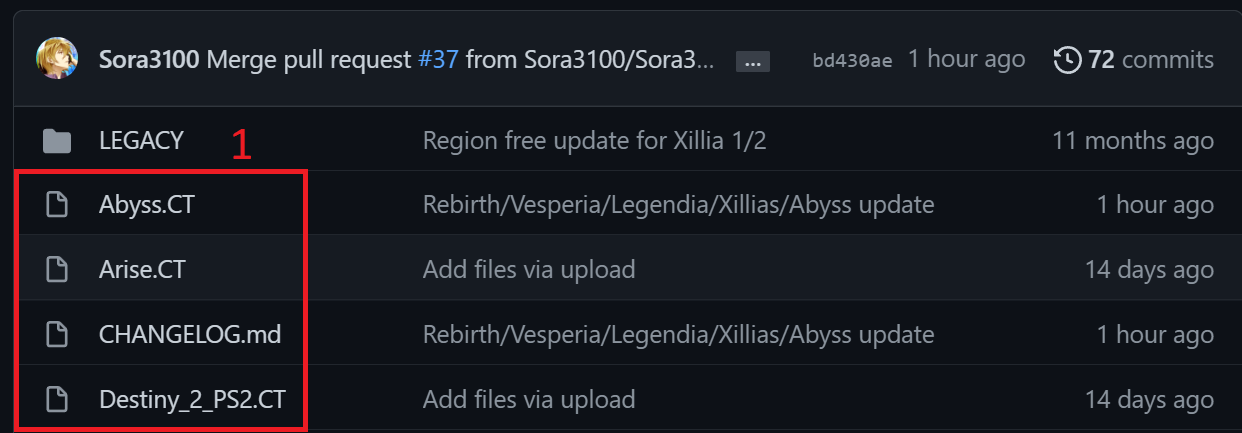 Sora3100 Merge pull request #37 from Sora3100/Sora3... ... bd430ae 1 hour ago 72 commits
LEGACY 1 Region free update for Xillia 1/2 11 months ago
Abyss.CT Rebirth/Vesperia/Legendia/Xillias/Abyss update 1 hour ago
Arise.CT Add files via upload 14 days ago
CHANGELOG.md Rebirth/Vesperia/Legendia/Xillias/Abyss update 1 hour ago
Destiny_2_PS2.CT Add files via upload 14 days ago